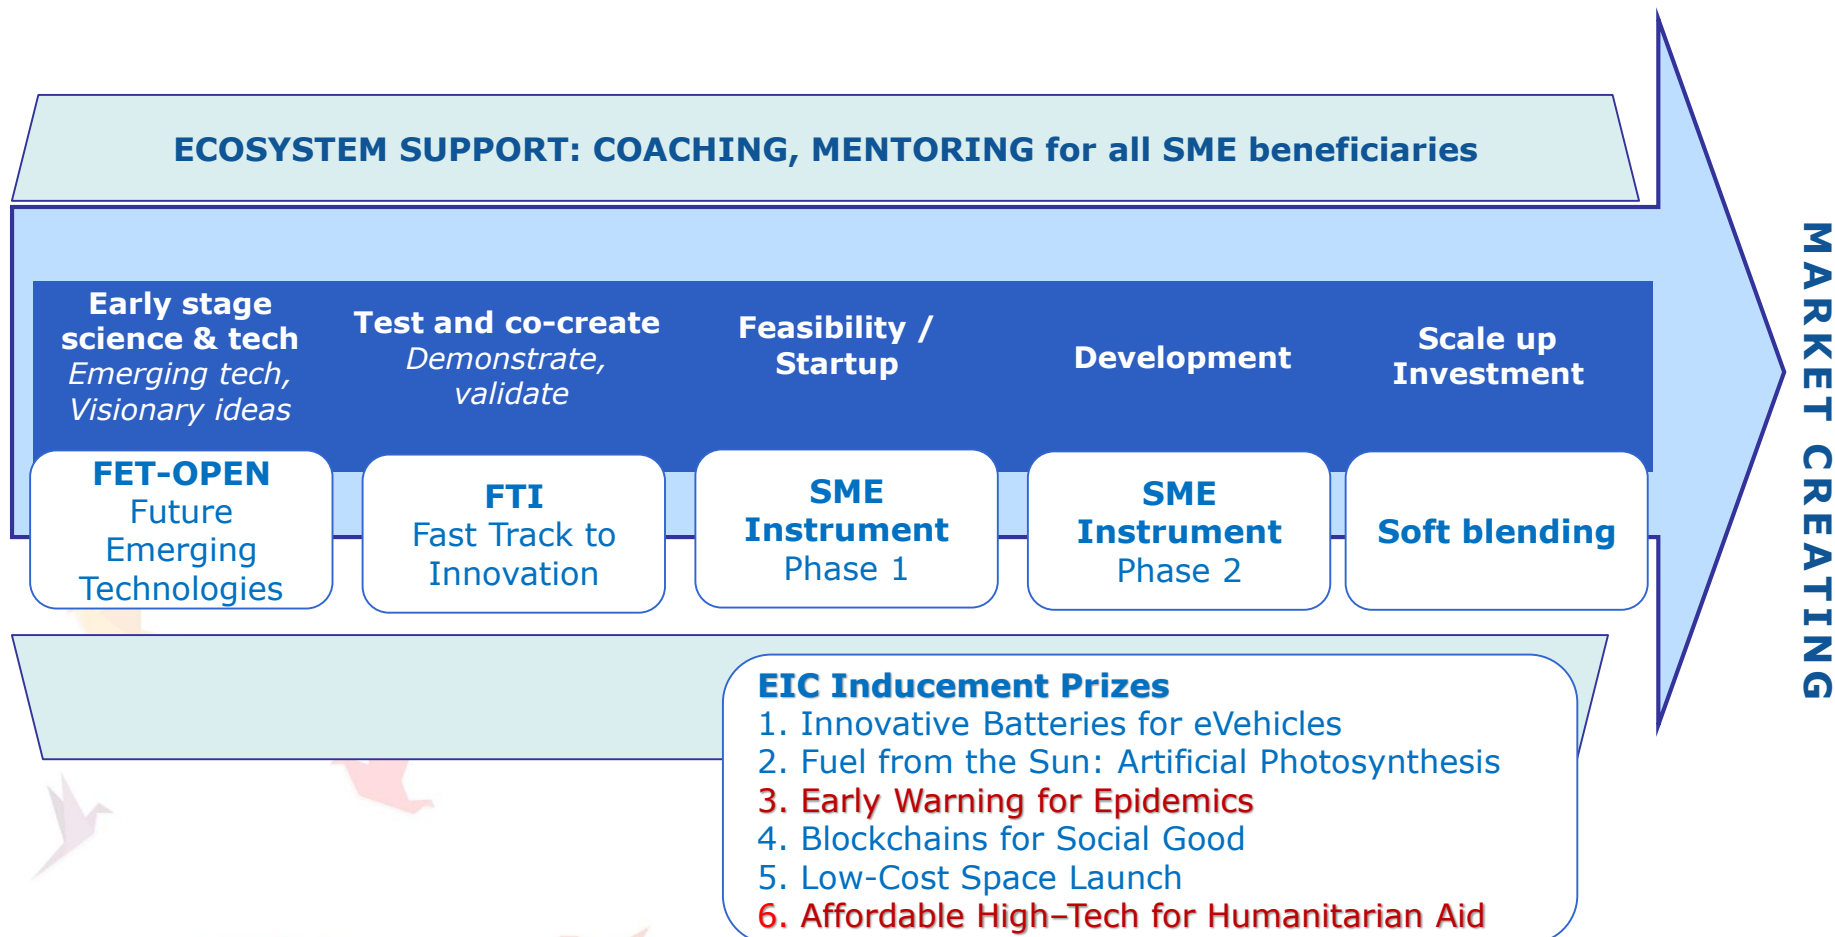 ECOSYSTEM SUPPORT: COACHING, MENTORING for all SME beneficiaries
Early stage
science & tech
Emerging tech,
Visionary ideas
Test and co-create
Demonstrate,
validate
Feasibility /
Startup
Development
Scale up
Investment
FET-OPEN
Future
Emerging
Technologies
FTI
Fast Track to
Innovation
SME
Instrument
Phase 1
SME
Instrument
Phase 2
Soft blending
MARKET CREATING
EIC Inducement Prizes
1. Innovative Batteries for eVehicles
2. Fuel from the Sun: Artificial Photosynthesis
3. Early Warning for Epidemics
4. Blockchains for Social Good
5. Low-Cost Space Launch
6. Affordable High–Tech for Humanitarian Aid